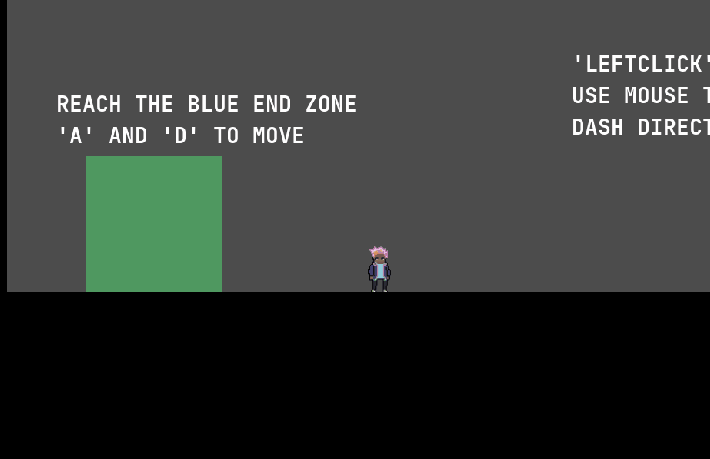 REACH THE BLUE END ZONE
'A' AND 'D' TO MOVE
'LEFTCLICK'
USE MOUSE T
DASH DIRECT